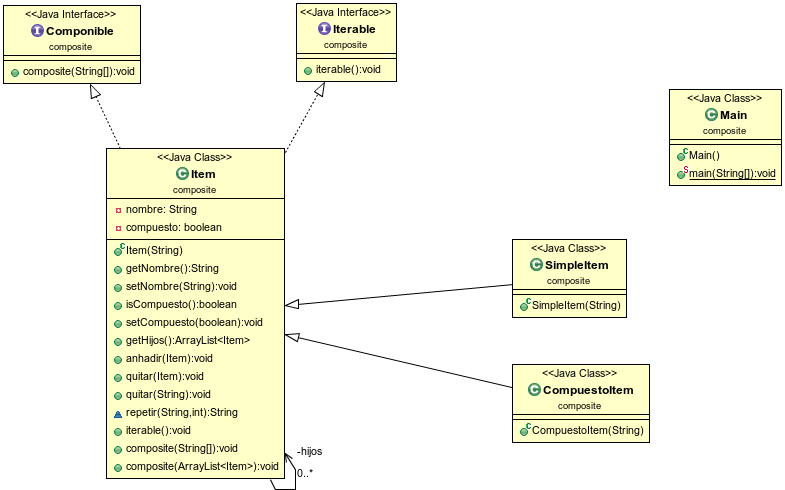 <<Java Interface>>
Componible
composite
composite(String[]):void
<<Java Interface>>
Iterable
composite
iterable():void
<<Java Class>>
Main
composite
Main()
main(String[]):void
<<Java Class>>
Item
composite
nombre: String
compuesto: boolean
Item(String)
getNombre():String
setNombre(String):void
isCompuesto():boolean
setCompuesto(boolean):void
getHijos():ArrayList<Item>
anhadir(Item):void
quitar(Item):void
quitar(String):void
repetir(String,int):String
iterable():void
composite(String[]):void
composite(ArrayList<Item>):void
-hijos
0..*
<<Java Class>>
SimpleItem
composite
SimpleItem(String)
<<Java Class>>
CompuestoItem
composite
CompuestoItem(String)